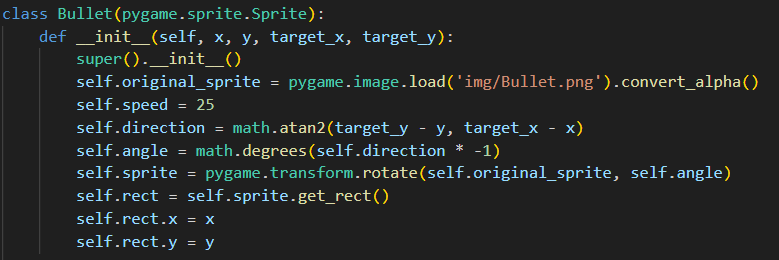 class Bullet(pygame.sprite.Sprite):
    def __init__(self, x, y, target_x, target_y):
        super().__init__()
        self.original_sprite = pygame.image.load('img/Bullet.png').convert_alpha()
        self.speed = 25
        self.direction = math.atan2(target_y - y, target_x - x)
        self.angle = math.degrees(self.direction * -1)
        self.sprite = pygame.transform.rotate(self.original_sprite, self.angle)
        self.rect = self.sprite.get_rect()
        self.rect.x = x
        self.rect.y = y